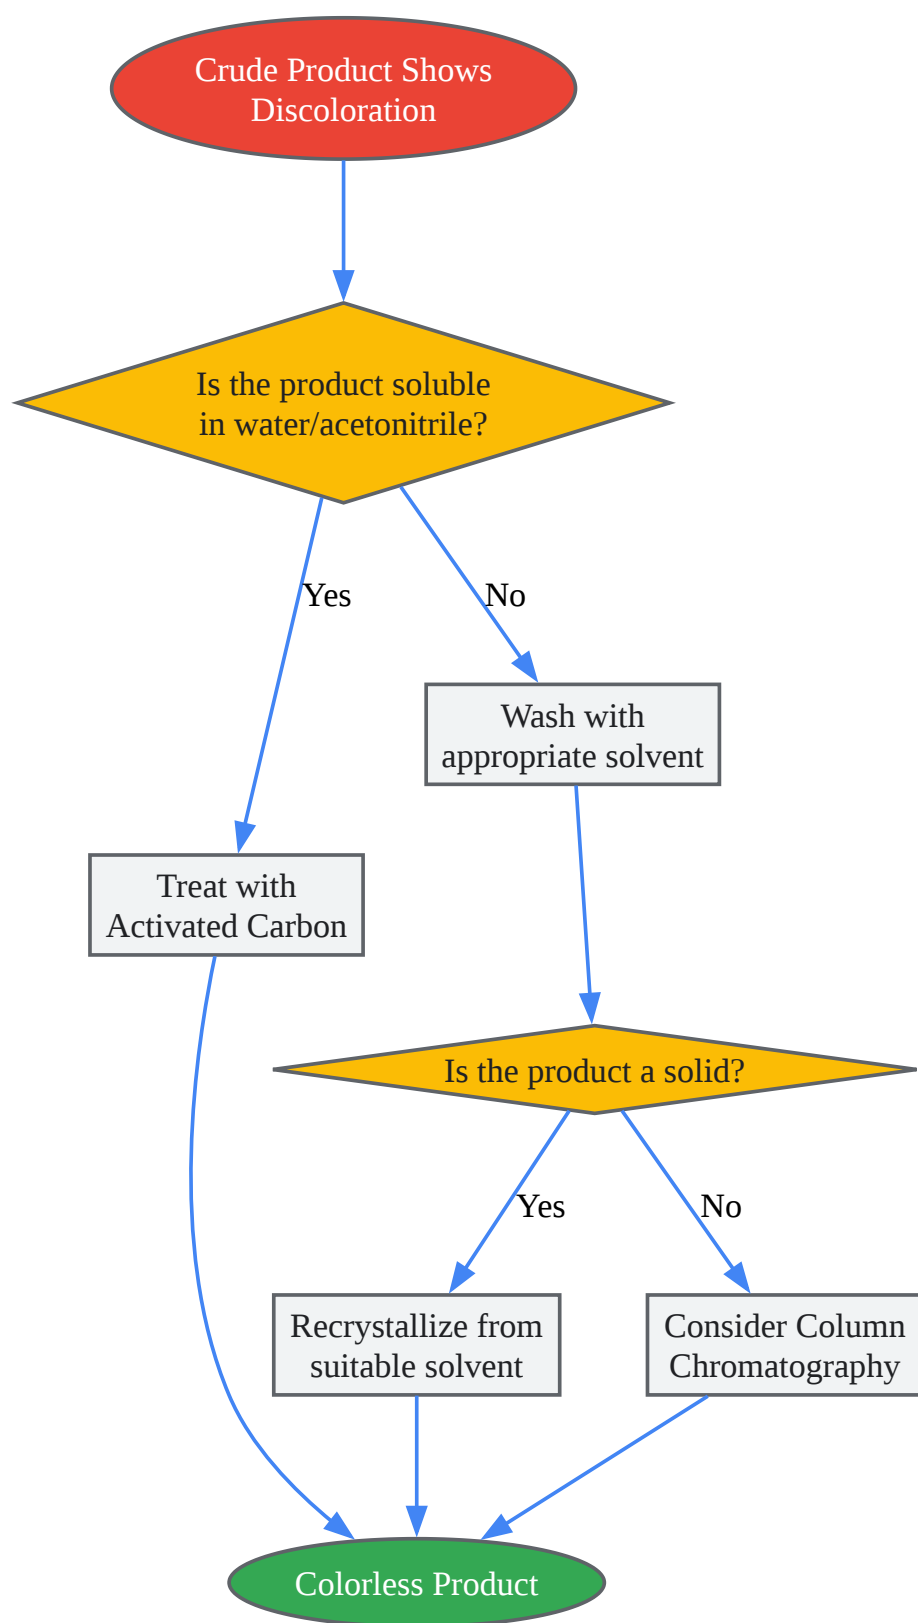 Crude Product Shows
Discoloration
Is the product soluble
in water/acetonitrile?
Yes
No
Wash with
appropriate solvent
Treat with
Activated Carbon
Is the product a solid?
Yes
No
Recrystallize from
suitable solvent
Consider Column
Chromatography
Colorless Product